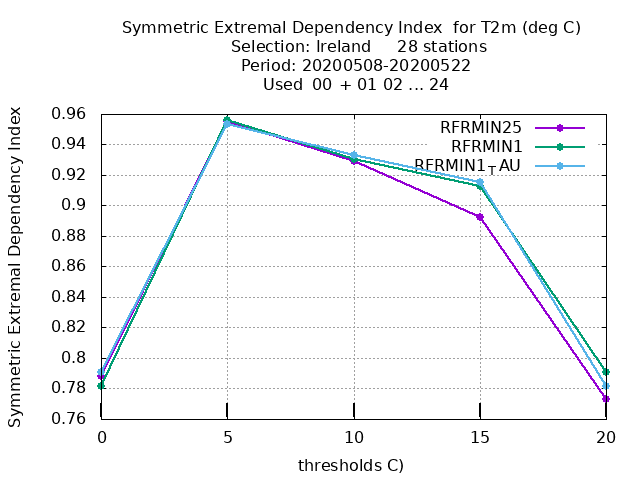 Symmetric Extremal Dependency Index for T2m (deg C)
Selection: Ireland 28 stations
Period: 20200508-20200522
Used 00 + 01 02 ... 24
Symmetric Extremal Dependency Index
0.96
0.94
0.92
0.9
0.88
0.86
0.84
0.82
0.8
0.78
0.76
RFRMIN25
RFRMIN1
RFRMIN1TAU
0 5 10 15 20
thresholds C)